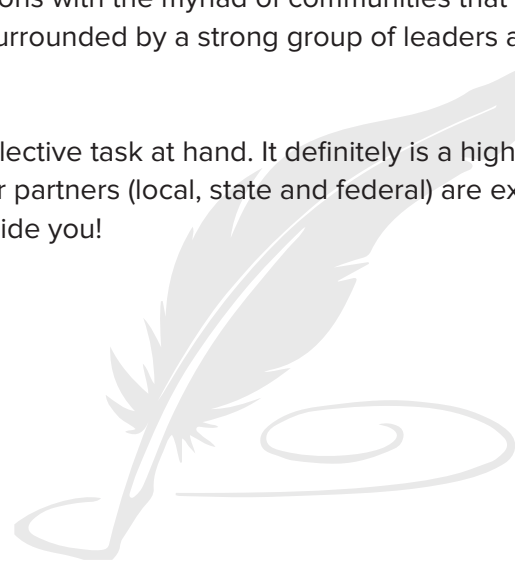 ons with the myriad of communities that
urrounded by a strong group of leaders a
lective task at hand. It definitely is a high
r partners (local, state and federal) are ex
ide you!